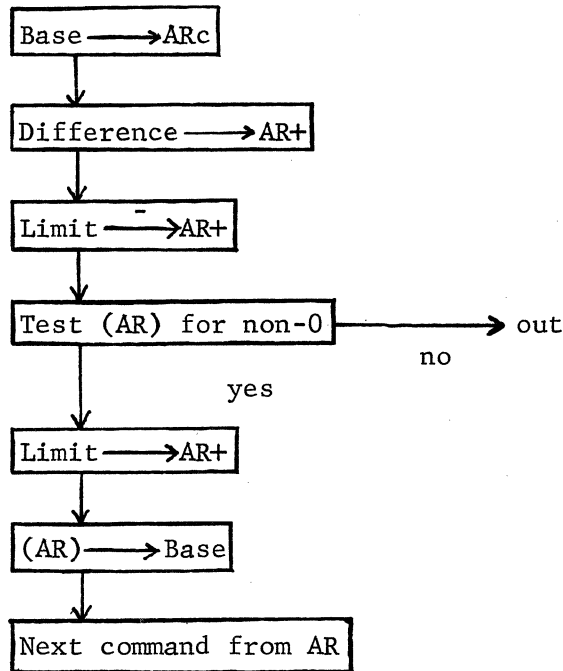 Base ⟶ ARc
Difference ⟶ AR+
Limit -⟶ AR+
Test (AR) for non-0 ⟶ out
no
yes
Limit ⟶ AR+
(AR) ⟶ Base
Next command from AR